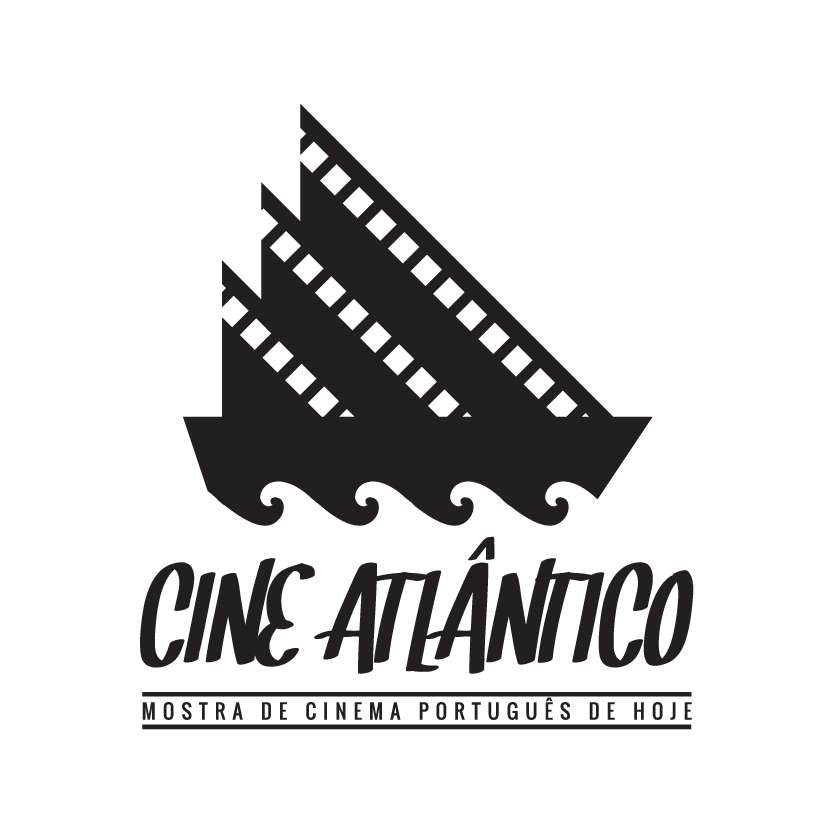 CINE ATLÂNTICO
MOSTRA DE CINEMA PORTUGUÊS DE HOJE